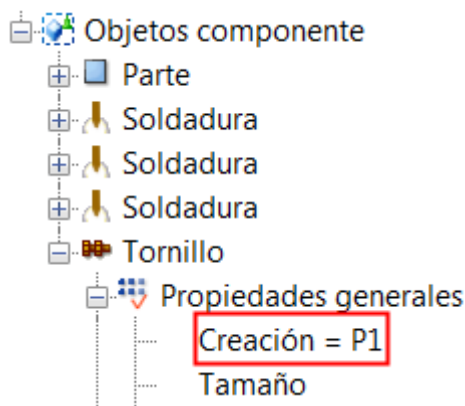 Objetos componente
Parte
Soldadura
Soldadura
Soldadura
Tornillo
Propiedades generales
Creación = P1
Tamaño